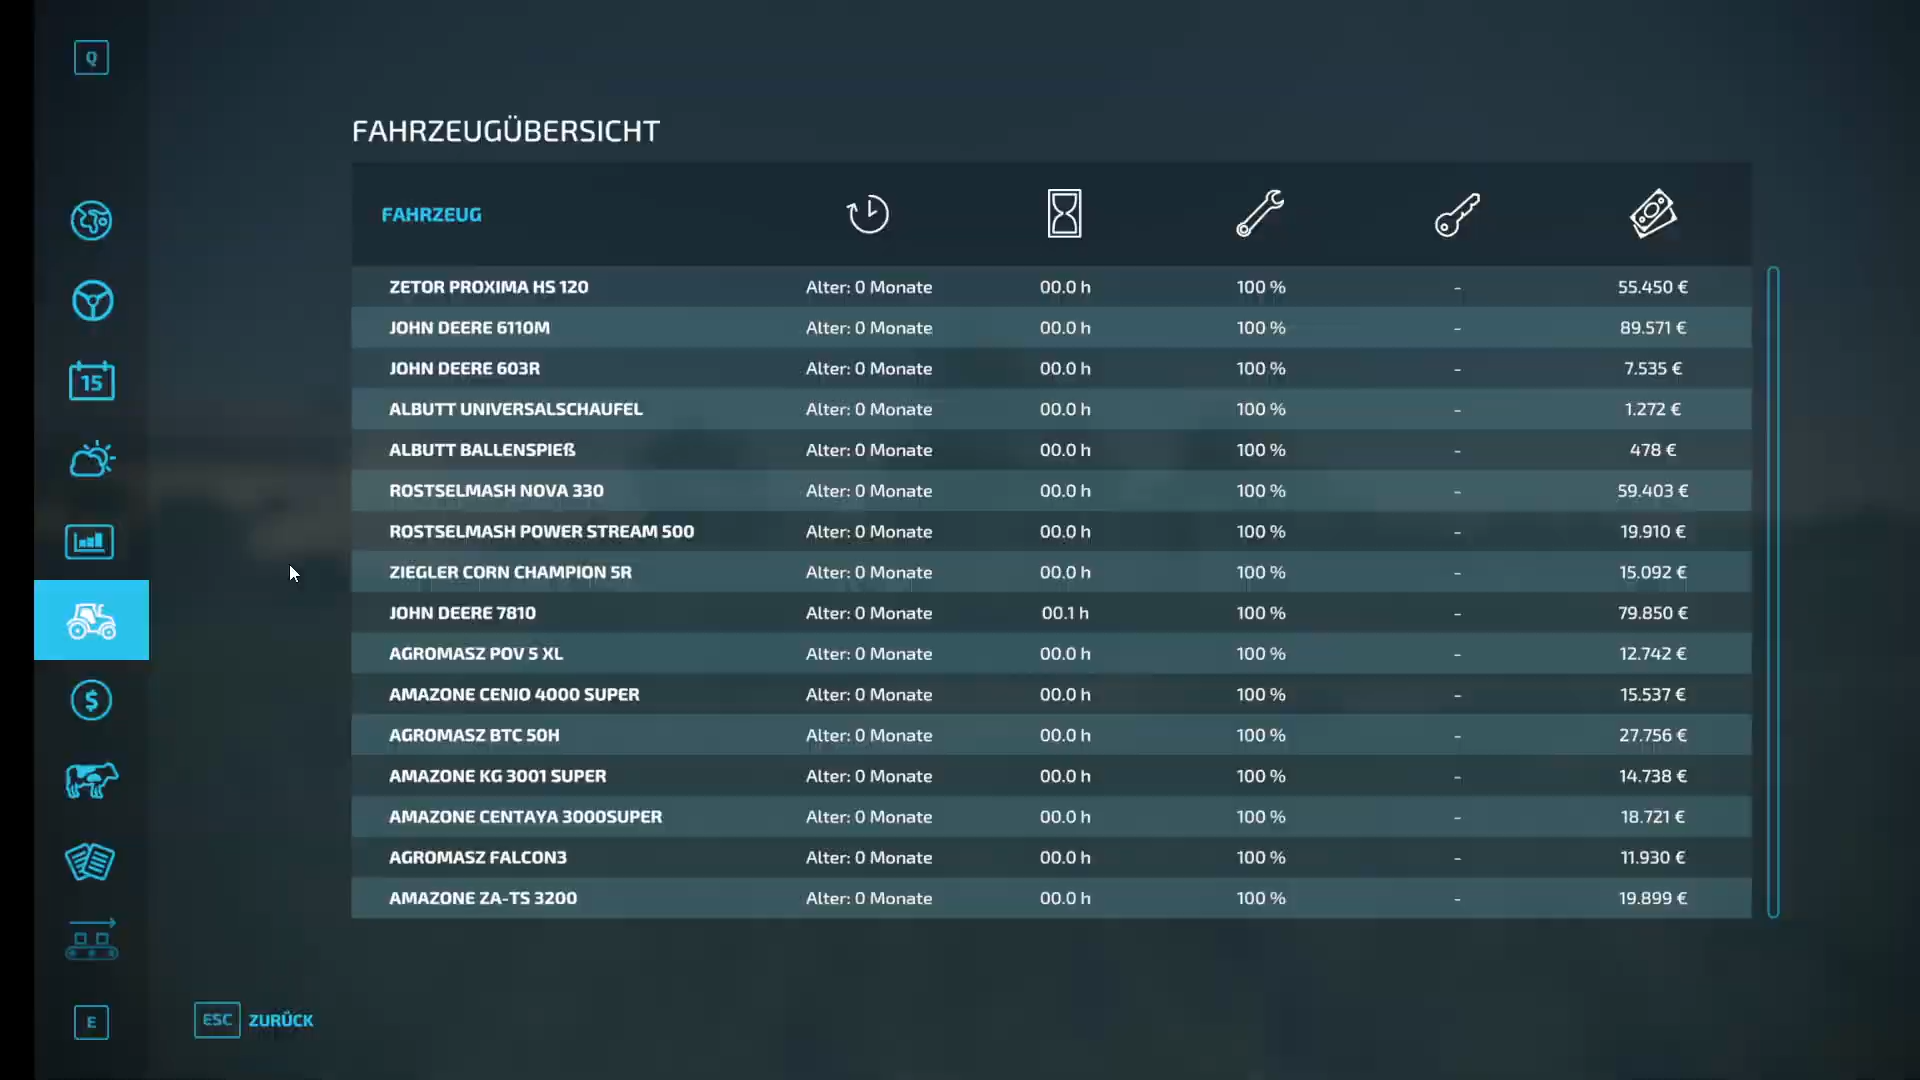 Q
FAHRZEUGÜBERSICHT
FAHRZEUG
ZETOR PROXIMA HS 120 Alter: 0 Monate 00.0 h 100 % - 55.450 €
JOHN DEERE 6110M Alter: 0 Monate 00.0 h 100 % - 89.571 €
JOHN DEERE 603R Alter: 0 Monate 00.0 h 100 % - 7.535 €
ALBUTT UNIVERSALSCHAUFEL Alter: 0 Monate 00.0 h 100 % - 1.272 €
ALBUTT BALLENSPIEß Alter: 0 Monate 00.0 h 100 % - 478 €
ROSTSELMASH NOVA 330 Alter: 0 Monate 00.0 h 100 % - 59.403 €
ROSTSELMASH POWER STREAM 500 Alter: 0 Monate 00.0 h 100 % - 19.910 €
ZIEGLER CORN CHAMPION 5R Alter: 0 Monate 00.0 h 100 % - 15.092 €
JOHN DEERE 7810 Alter: 0 Monate 00.1 h 100 % - 79.850 €
AGROMASZ POV 5 XL Alter: 0 Monate 00.0 h 100 % - 12.742 €
AMAZONE CENIO 4000 SUPER Alter: 0 Monate 00.0 h 100 % - 15.537 €
AGROMASZ BTC 50H Alter: 0 Monate 00.0 h 100 % - 27.756 €
AMAZONE KG 3001 SUPER Alter: 0 Monate 00.0 h 100 % - 14.738 €
AMAZONE CENTAYA 3000SUPER Alter: 0 Monate 00.0 h 100 % - 18.721 €
AGROMASZ FALCON3 Alter: 0 Monate 00.0 h 100 % - 11.930 €
AMAZONE ZA-TS 3200 Alter: 0 Monate 00.0 h 100 % - 19.899 €
15
$
E
ESC ZURÜCK